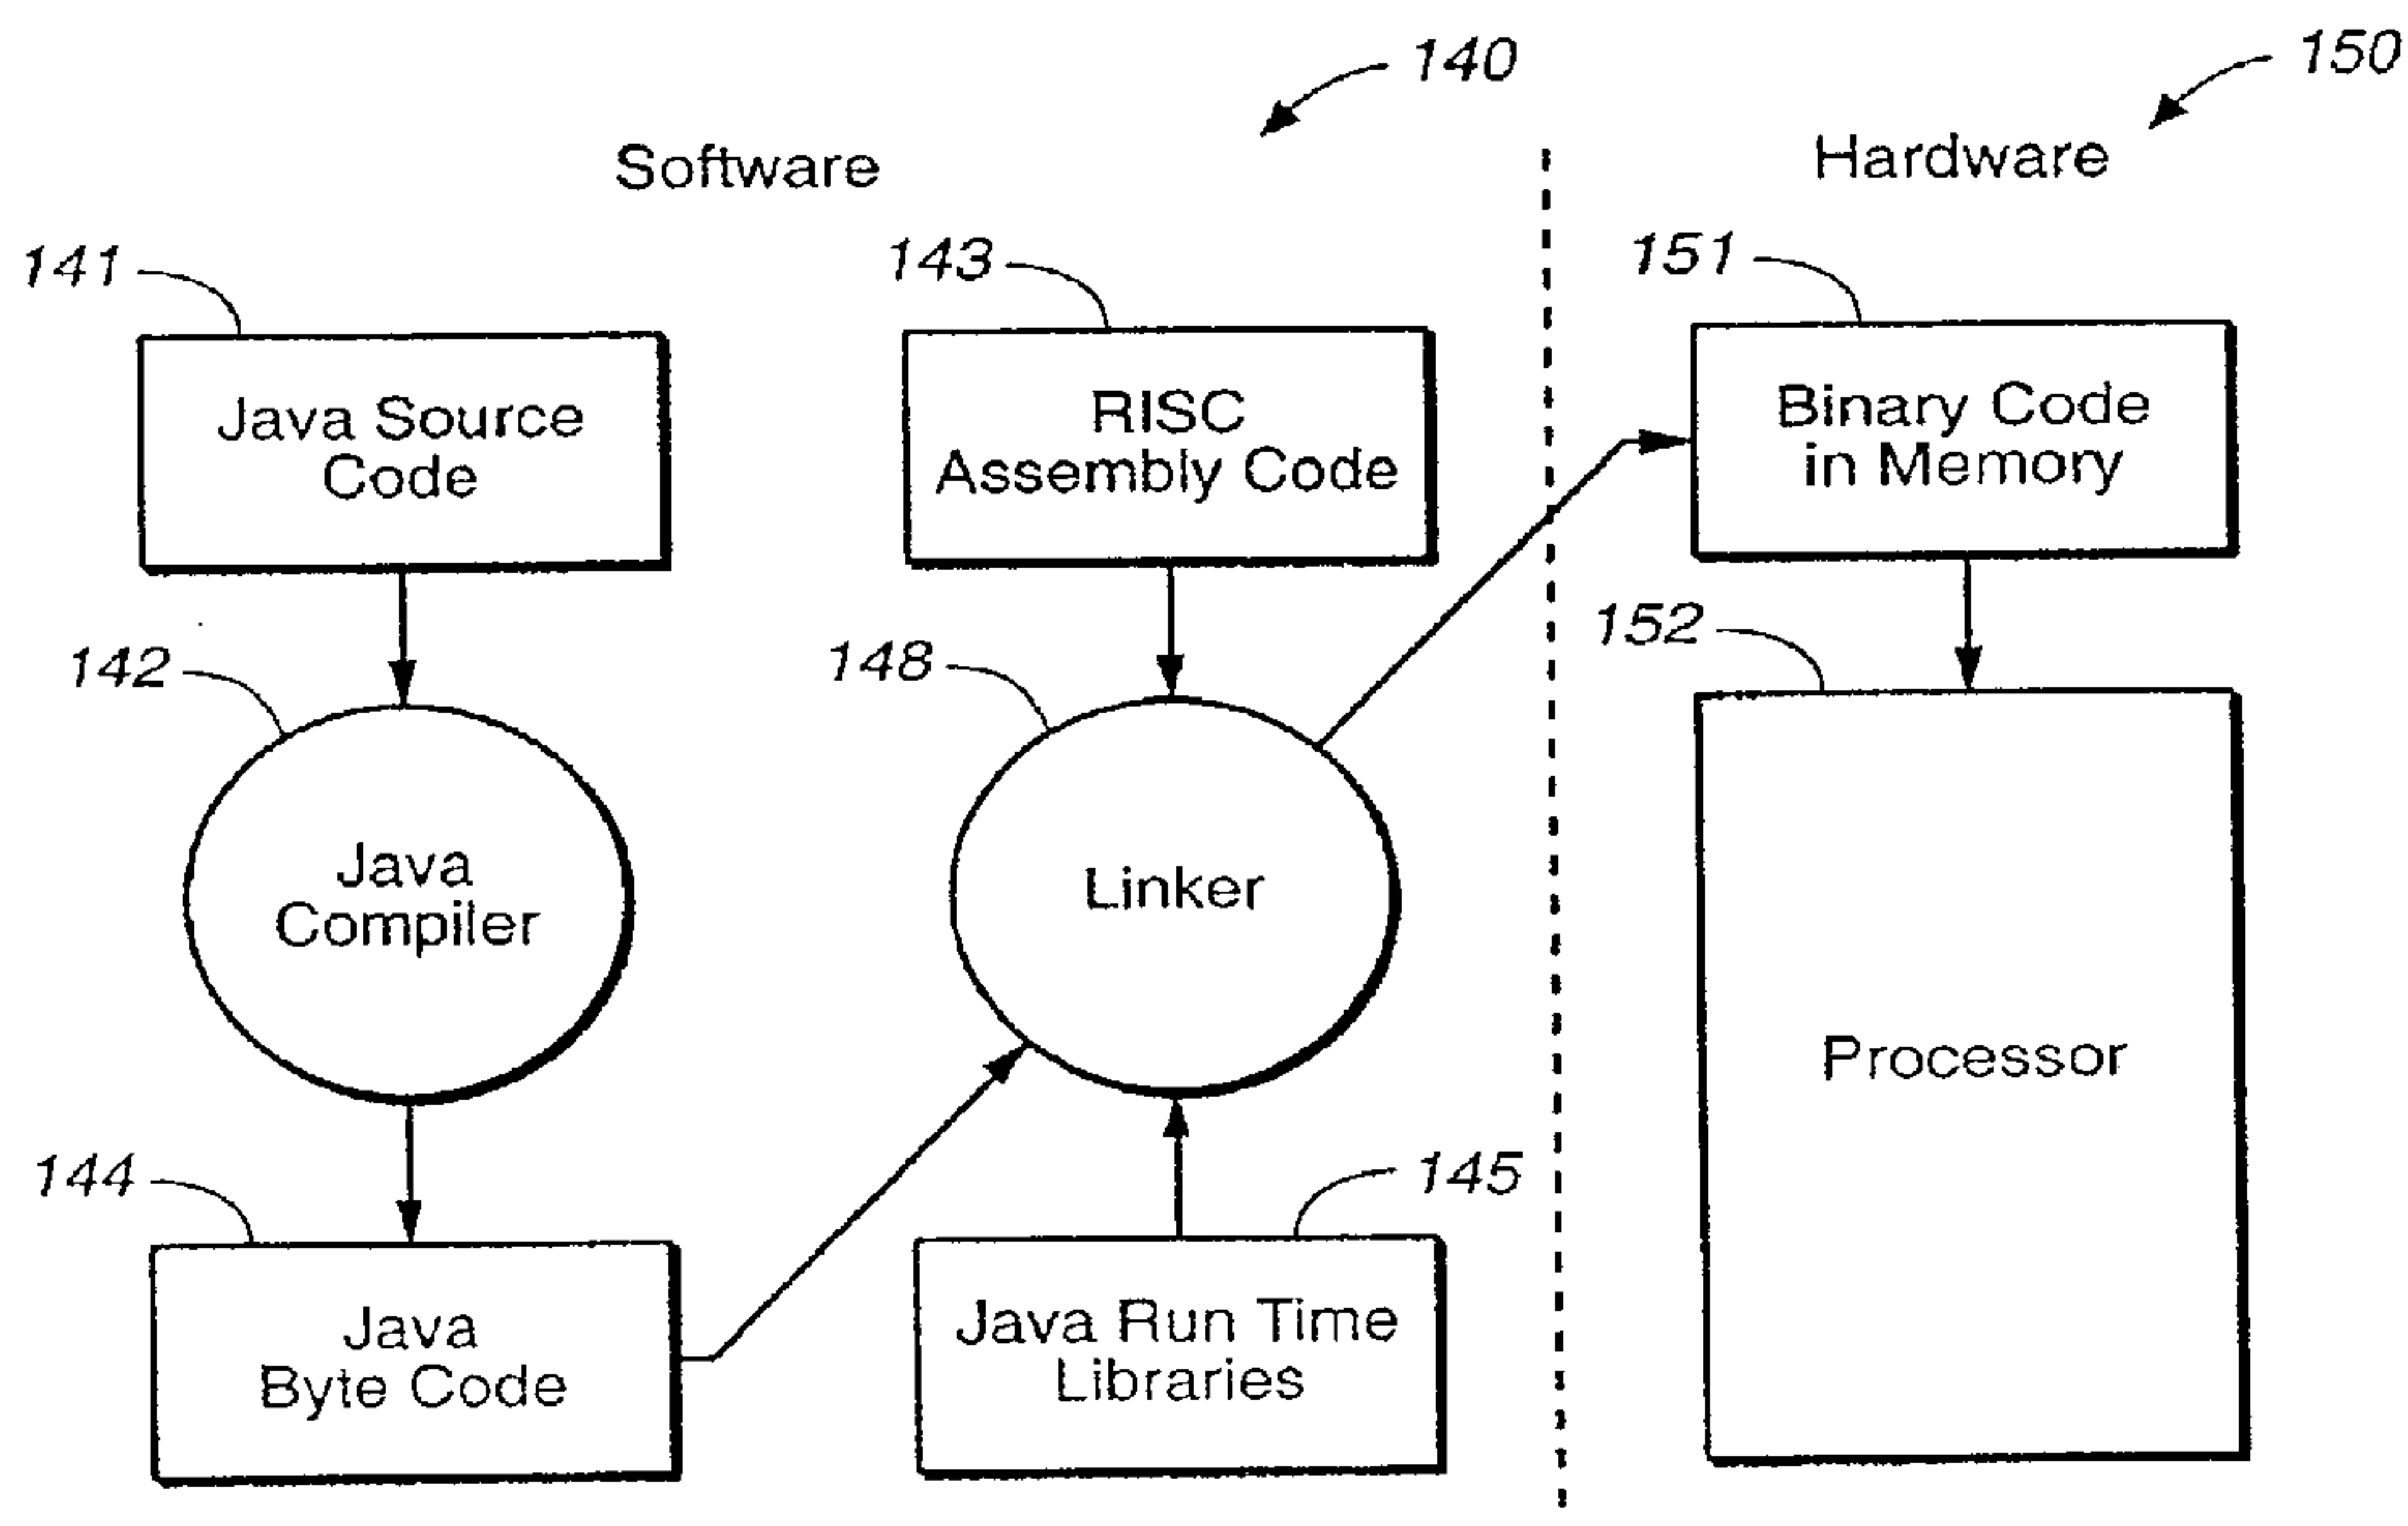 140
150
Software
Hardware
141
143
151
Java Source
Code
RISC
Assembly Code
Binary Code
in Memory
142
148
152
Java
Compiler
Linker
Processor
144
145
Java
Byte Code
Java Run Time
Libraries